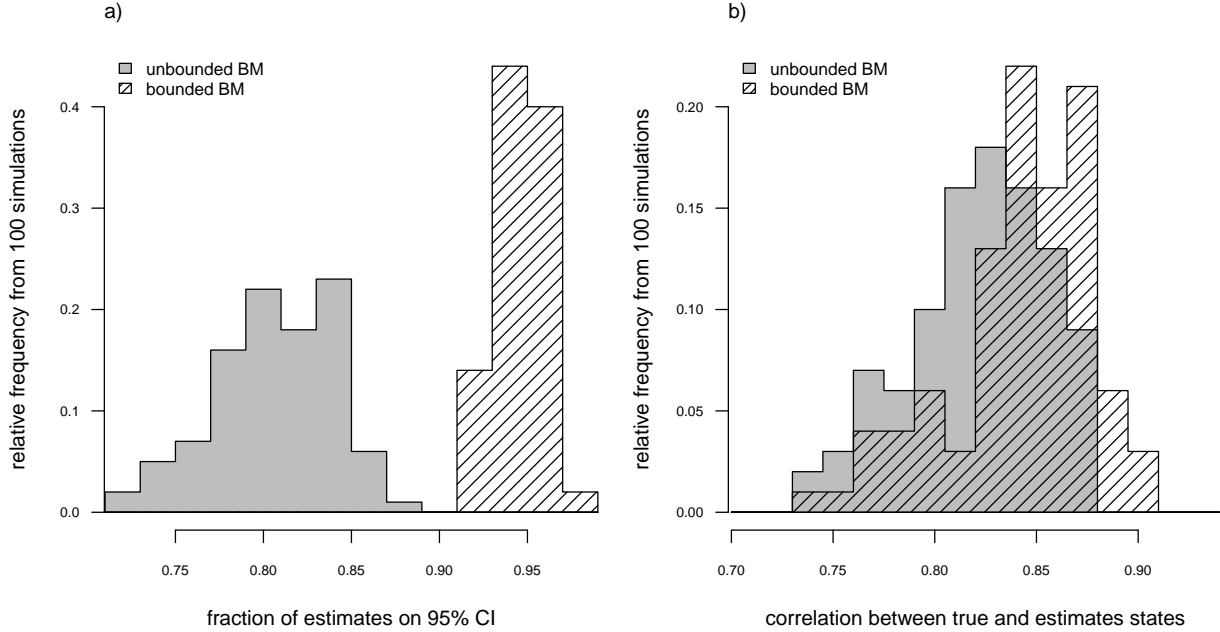 a)
unbounded BM
bounded BM
relative frequency from 100 simulations
0.4
0.3
0.2
0.1
0.0
0.75 0.80 0.85 0.90 0.95
fraction of estimates on 95% CI
b)
unbounded BM
bounded BM
relative frequency from 100 simulations
0.20
0.15
0.10
0.05
0.00
0.70 0.75 0.80 0.85 0.90
correlation between true and estimates states